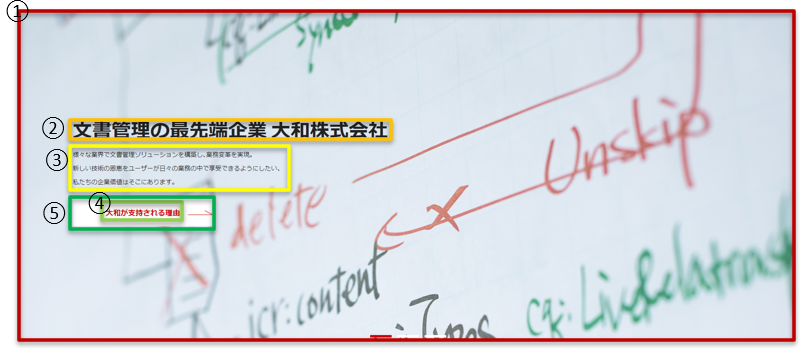 ①
②
文書管理の最先端企業 大和株式会社
③
様々な業界で文書管理ソリューションを構築し、業務変革を実現。
新しい技術の恩恵をユーザーが日々の業務の中で享受できるようにしたい。
私たちの企業価値はそこにあります。
④
⑤
大和が支持される理由
Unskip
delete
jcr:content